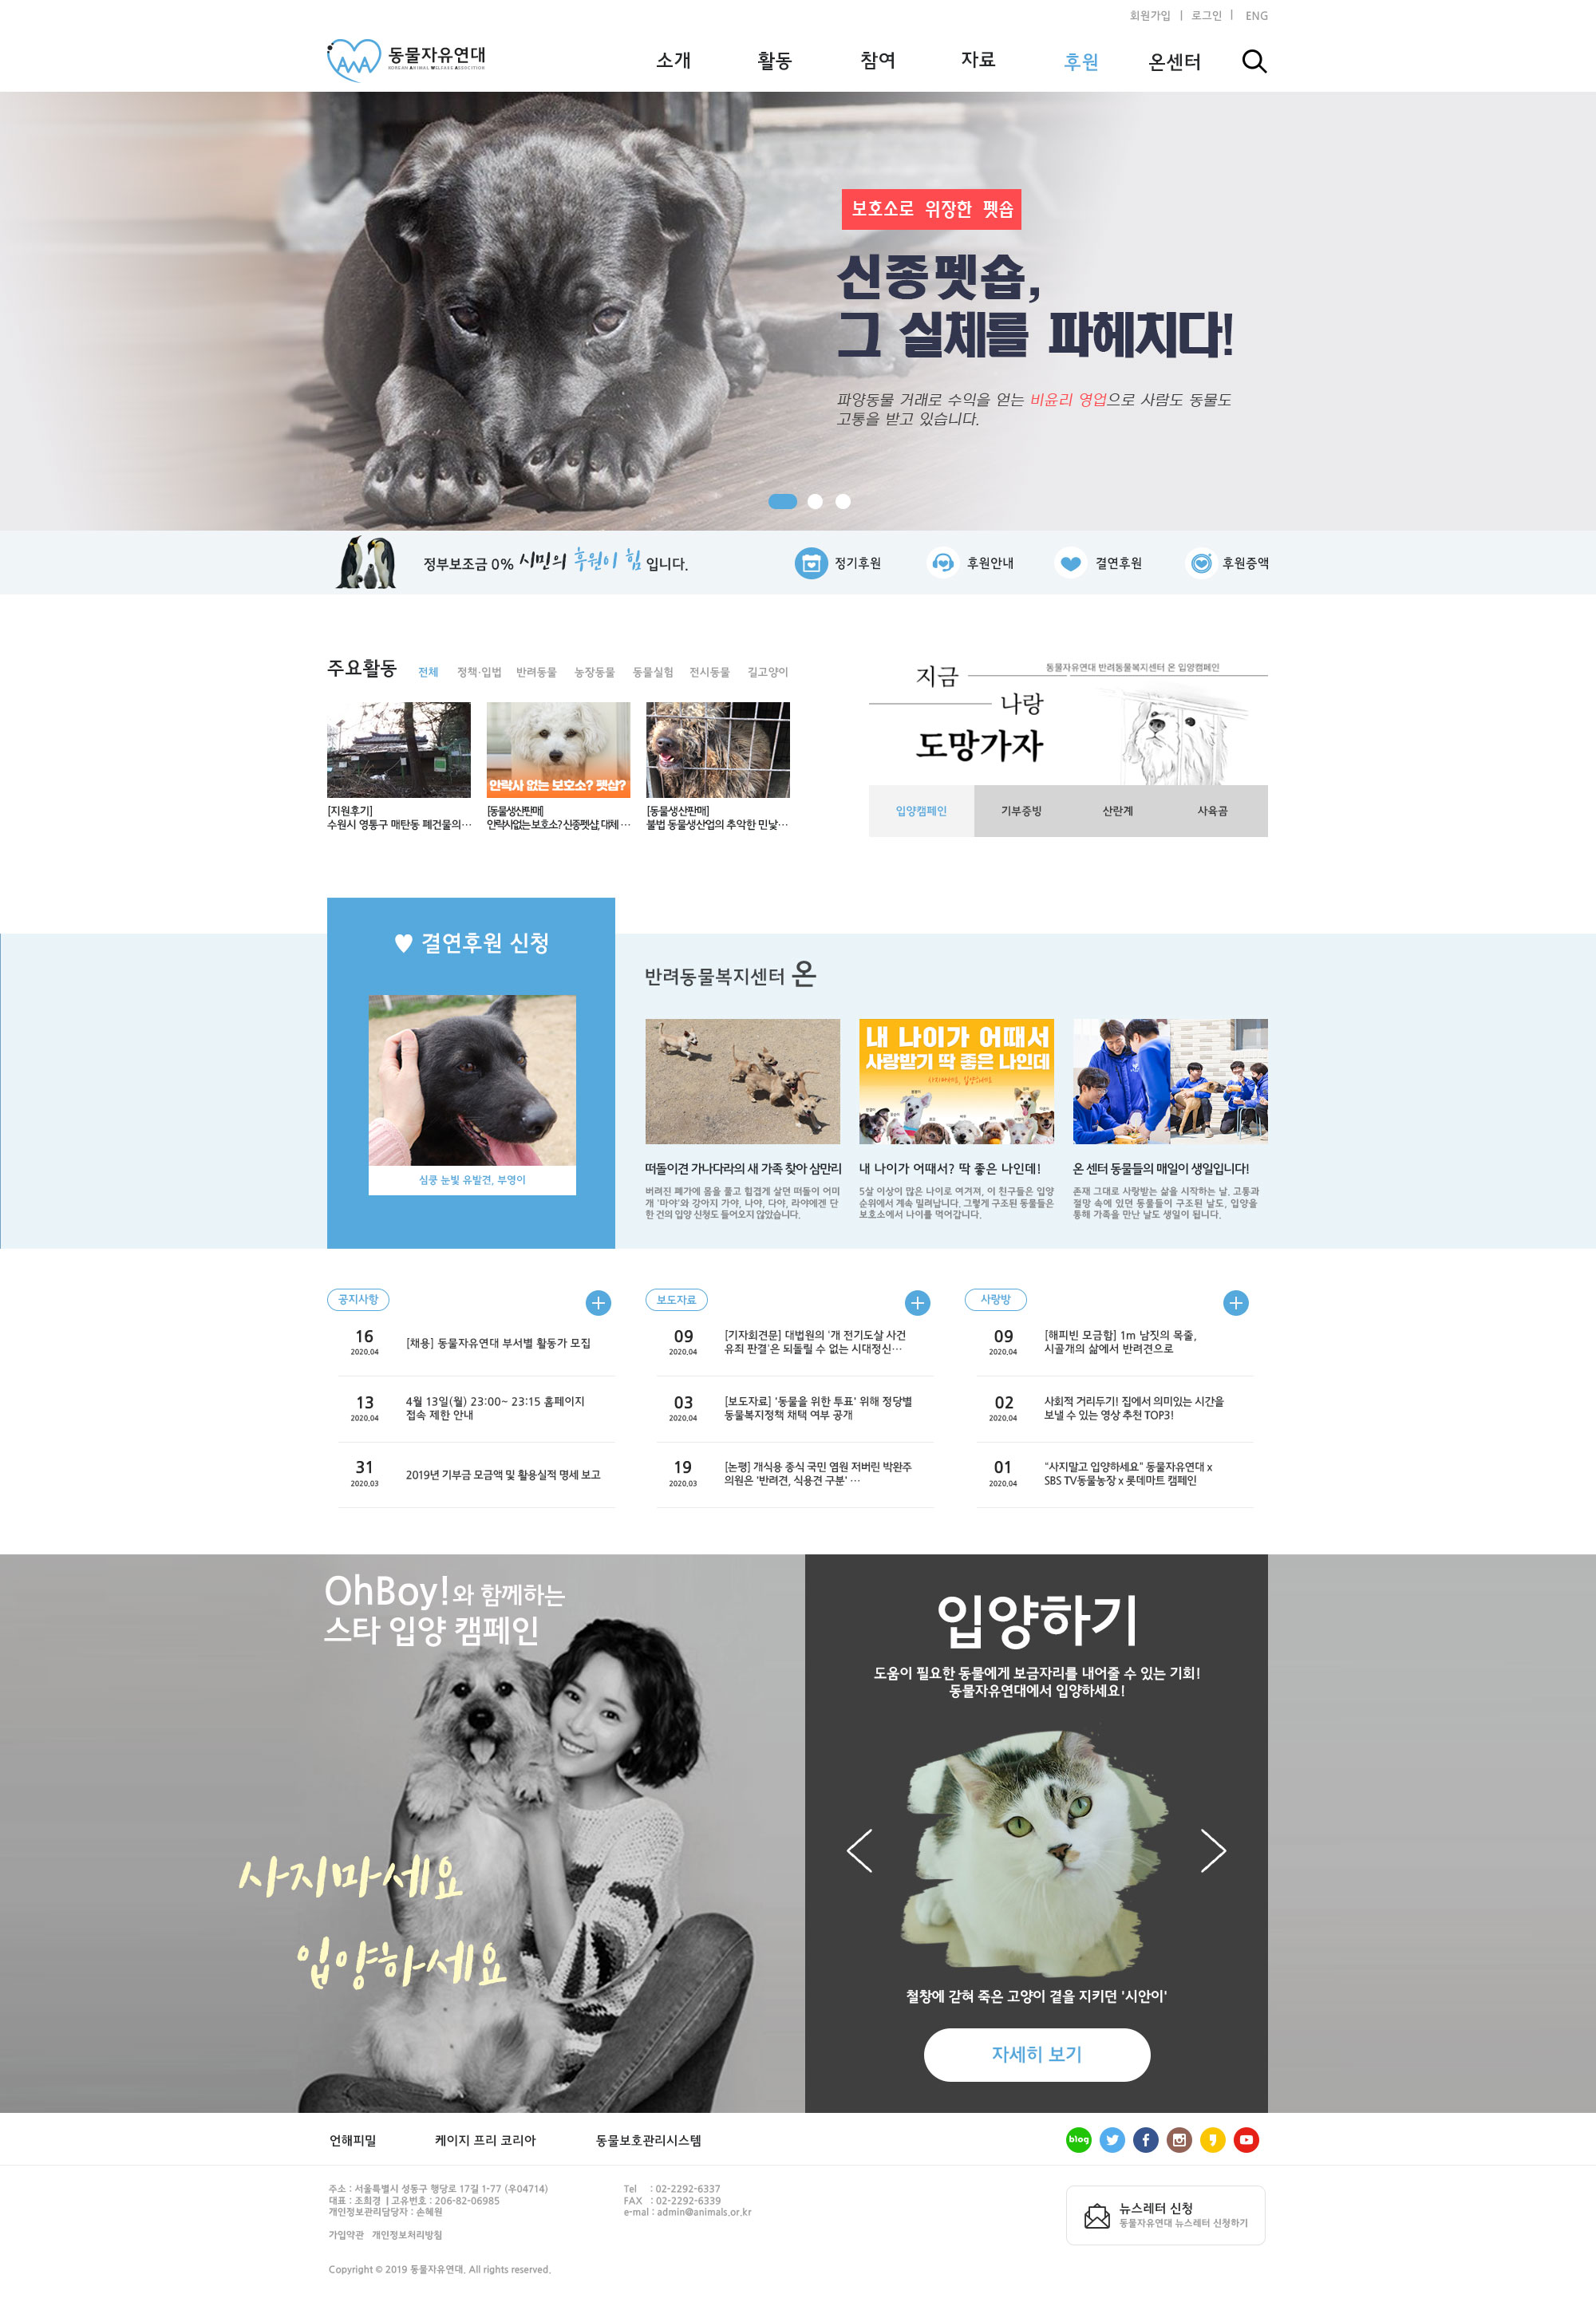 회원가입 | 로그인 | ENG
동물자유연대
KOREAN ANIMAL WELFARE ASSOCITION
소개 활동 참여 자료 후원 온센터
보호소로 위장한 펫숍
신종펫숍,
그 실체를 파헤치다!
파양동물 거래로 수익을 얻는 비윤리 영업으로 사람도 동물도
고통을 받고 있습니다.
정부보조금 0% 시민의 후원이 힘 입니다.
정기후원 후원안내 결연후원 후원증액
주요활동 전체 정책·입법 반려동물 농장동물 동물실험 전시동물 길고양이
안락사 없는 보호소? 펫샵?
[지원후기]
수원시 영통구 매탄동 폐건물의…
[동물생산판매]
안락사없는 보호소? 신종펫샵, 대체 …
[동물생산판매]
불법 동물생산업의 추악한 민낯…
동물자유연대 반려동물복지센터 온 입양캠페인
지금
나랑
도망가자
입양캠페인 기부증빙 산란계 사육곰
결연후원 신청
심쿵 눈빛 유발견, 부영이
반려동물복지센터 온
내 나이가 어때서
사랑받기 딱 좋은 나인데
떠돌이견 가나다라의 새 가족 찾아 삼만리
버려진 폐가에 몸을 풀고 힘겹게 살던 떠돌이 어미
개 '마야'와 강아지 가야, 나야, 다야, 라야에겐 단
한 건의 입양 신청도 들어오지 않았습니다.
내 나이가 어때서? 딱 좋은 나인데!
5살 이상이 많은 나이로 여겨져, 이 친구들은 입양
순위에서 계속 밀려납니다. 그렇게 구조된 동물들은
보호소에서 나이를 먹어갑니다.
온 센터 동물들의 매일이 생일입니다!
존재 그대로 사랑받는 삶을 시작하는 날. 고통과
절망 속에 있던 동물들이 구조된 날도, 입양을
통해 가족을 만난 날도 생일이 됩니다.
공지사항
16
2020.04
[채용] 동물자유연대 부서별 활동가 모집
13
2020.04
4월 13일(월) 23:00~ 23:15 홈페이지
접속 제한 안내
31
2020.03
2019년 기부금 모금액 및 활용실적 명세 보고
보도자료
09
2020.04
[기자회견문] 대법원의 '개 전기도살 사건
유죄 판결'은 되돌릴 수 없는 시대정신…
03
2020.04
[보도자료] '동물을 위한 투표' 위해 정당별
동물복지정책 채택 여부 공개
19
2020.03
[논평] 개식용 종식 국민 염원 저버린 박완주
의원은 '반려견, 식용견 구분' …
사랑방
09
2020.04
[해피빈 모금함] 1m 남짓의 목줄,
시골개의 삶에서 반려견으로
02
2020.04
사회적 거리두기! 집에서 의미있는 시간을
보낼 수 있는 영상 추천 TOP3!
01
2020.04
"사지말고 입양하세요" 동물자유연대 x
SBS TV동물농장 x 롯데마트 캠페인
OhBoy!와 함께하는
스타 입양 캠페인
사지마세요
입양하세요
입양하기
도움이 필요한 동물에게 보금자리를 내어줄 수 있는 기회!
동물자유연대에서 입양하세요!
철창에 갇혀 죽은 고양이 곁을 지키던 '시안이'
자세히 보기
언해피밀 케이지 프리 코리아 동물보호관리시스템
blog
주소 : 서울특별시 성동구 행당로 17길 1-77 (우04714)
대표 : 조희경 | 고유번호 : 206-82-06985
개인정보관리담당자 : 손혜원
가입약관 개인정보처리방침
Tel : 02-2292-6337
FAX : 02-2292-6339
e-mal : admin@animals.or.kr
뉴스레터 신청
동물자유연대 뉴스레터 신청하기
Copyright © 2019 동물자유연대. All rights reserved.